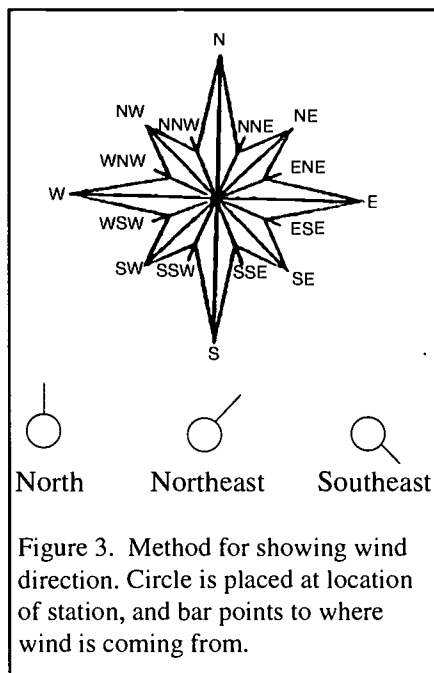 N
NW NNW NNE NE
WNW ENE
W E
WSW ESE
SW SSW SSE SE
S
North Northeast Southeast
Figure 3. Method for showing wind
direction. Circle is placed at location
of station, and bar points to where
wind is coming from.